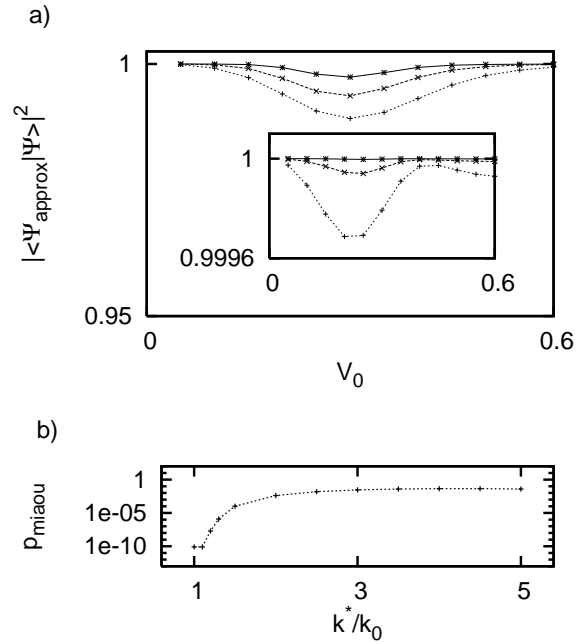 a)
1
|<Ψapprox|Ψ>|²
1
0.9996
0
0.6
0.95
0
0.6
V₀
b)
pmiaou
1
1e-05
1e-10
1
3
5
k*/k₀